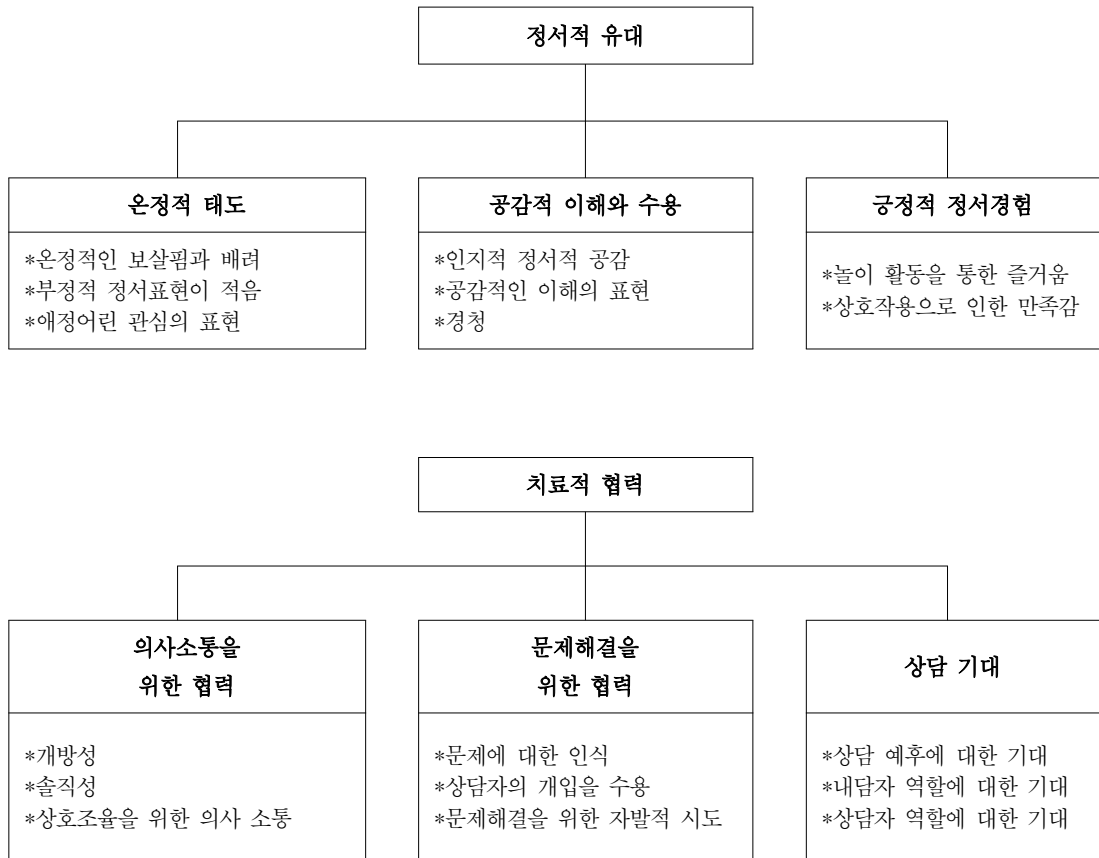 정서적 유대
온정적 태도
*온정적인 보살핌과 배려
*부정적 정서표현이 적음
*애정어린 관심의 표현
공감적 이해와 수용
*인지적 정서적 공감
*공감적인 이해의 표현
*경청
긍정적 정서경험
*놀이 활동을 통한 즐거움
*상호작용으로 인한 만족감
치료적 협력
의사소통을
위한 협력
*개방성
*솔직성
*상호조율을 위한 의사 소통
문제해결을
위한 협력
*문제에 대한 인식
*상담자의 개입을 수용
*문제해결을 위한 자발적 시도
상담 기대
*상담 예후에 대한 기대
*내담자 역할에 대한 기대
*상담자 역할에 대한 기대